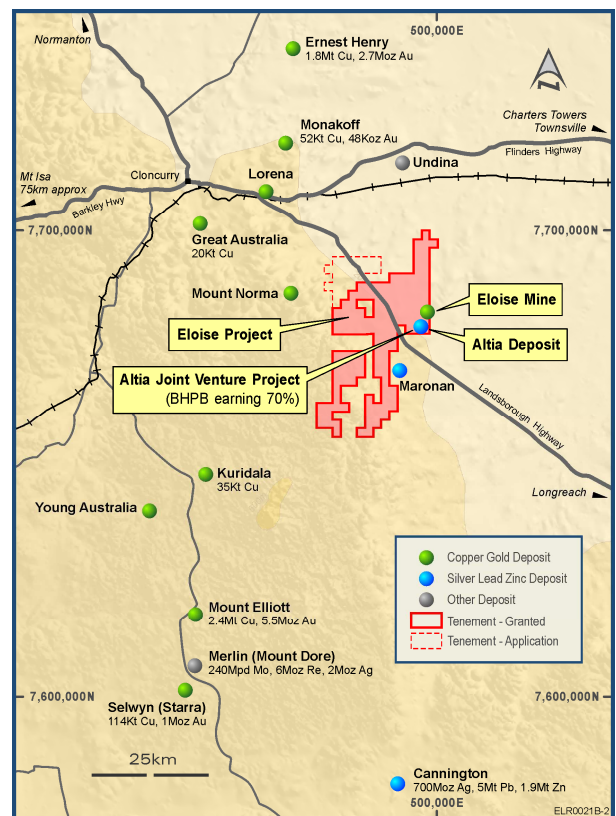 500,000E
Normanton
Ernest Henry
1.8Mt Cu, 2.7Moz Au
N
Monakoff
52Kt Cu, 48Koz Au
Charters Towers
Townsville
Flinders Highway
Undina
Mt Isa
75km approx
Cloncurry
Lorena
Barkley Hwy
7,700,000N
7,700,000N
Great Australia
20Kt Cu
Mount Norma
Eloise Mine
Eloise Project
Altia Deposit
Altia Joint Venture Project
(BHPB earning 70%)
Maronan
Landsborough Highway
Longreach
Kuridala
35Kt Cu
Young Australia
Copper Gold Deposit
Silver Lead Zinc Deposit
Other Deposit
Tenement - Granted
Tenement - Application
Mount Elliott
2.4Mt Cu, 5.5Moz Au
Merlin (Mount Dore)
240Mpd Mo, 6Moz Re, 2Moz Ag
7,600,000N
7,600,000N
Selwyn (Starra)
114Kt Cu, 1Moz Au
25km
Cannington
700Moz Ag, 5Mt Pb, 1.9Mt Zn
500,000E
ELR0021B-2